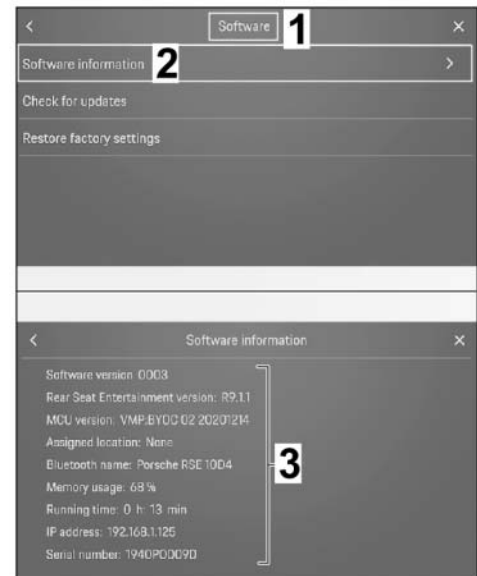 Software 1
Software information 2
Check for updates
Restore factory settings
Software information
Software version 0003
Rear Seat Entertainment version: R9.1.1
MCU version: VMP:BYOC 02 20201214
Assigned location: None
Bluetooth name: Porsche RSE 10D4
Memory usage: 68 %
3
Running time: 0 h: 13 min
IP address: 192.168.1.125
Serial number: 1940P0009D